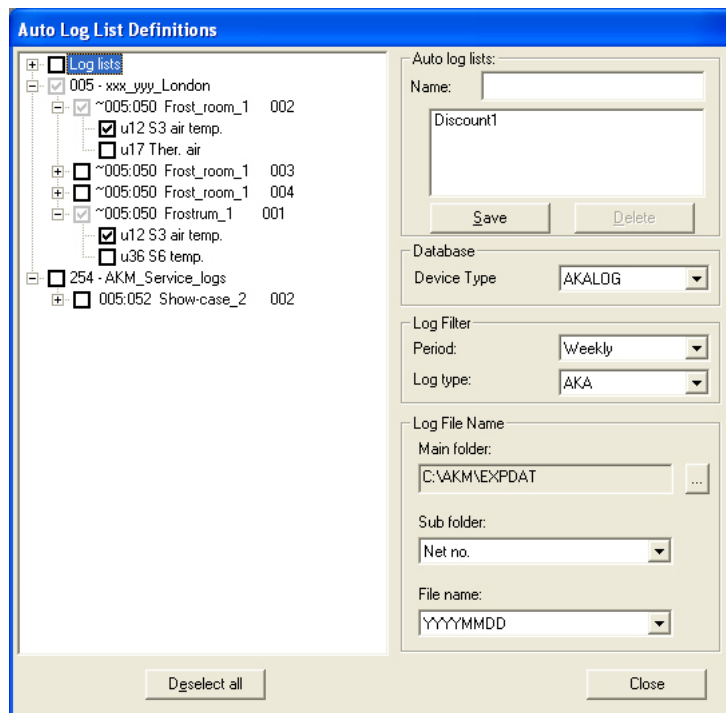 Auto Log List Definitions
Log lists
005 - xxx_yyy_London
~005:050 Frost_room_1 002
u12 S3 air temp.
u17 Ther. air
~005:050 Frost_room_1 003
~005:050 Frost_room_1 004
~005:050 Frostrum_1 001
u12 S3 air temp.
u36 S6 temp.
254 - AKM_Service_logs
005:052 Show-case_2 002
Auto log lists:
Name:
Discount1
Save Delete
Database
Device Type AKALOG
Log Filter
Period: Weekly
Log type: AKA
Log File Name
Main folder:
C:\AKM\EXPDAT ...
Sub folder:
Net no.
File name:
YYYYMMDD
Deselect all Close